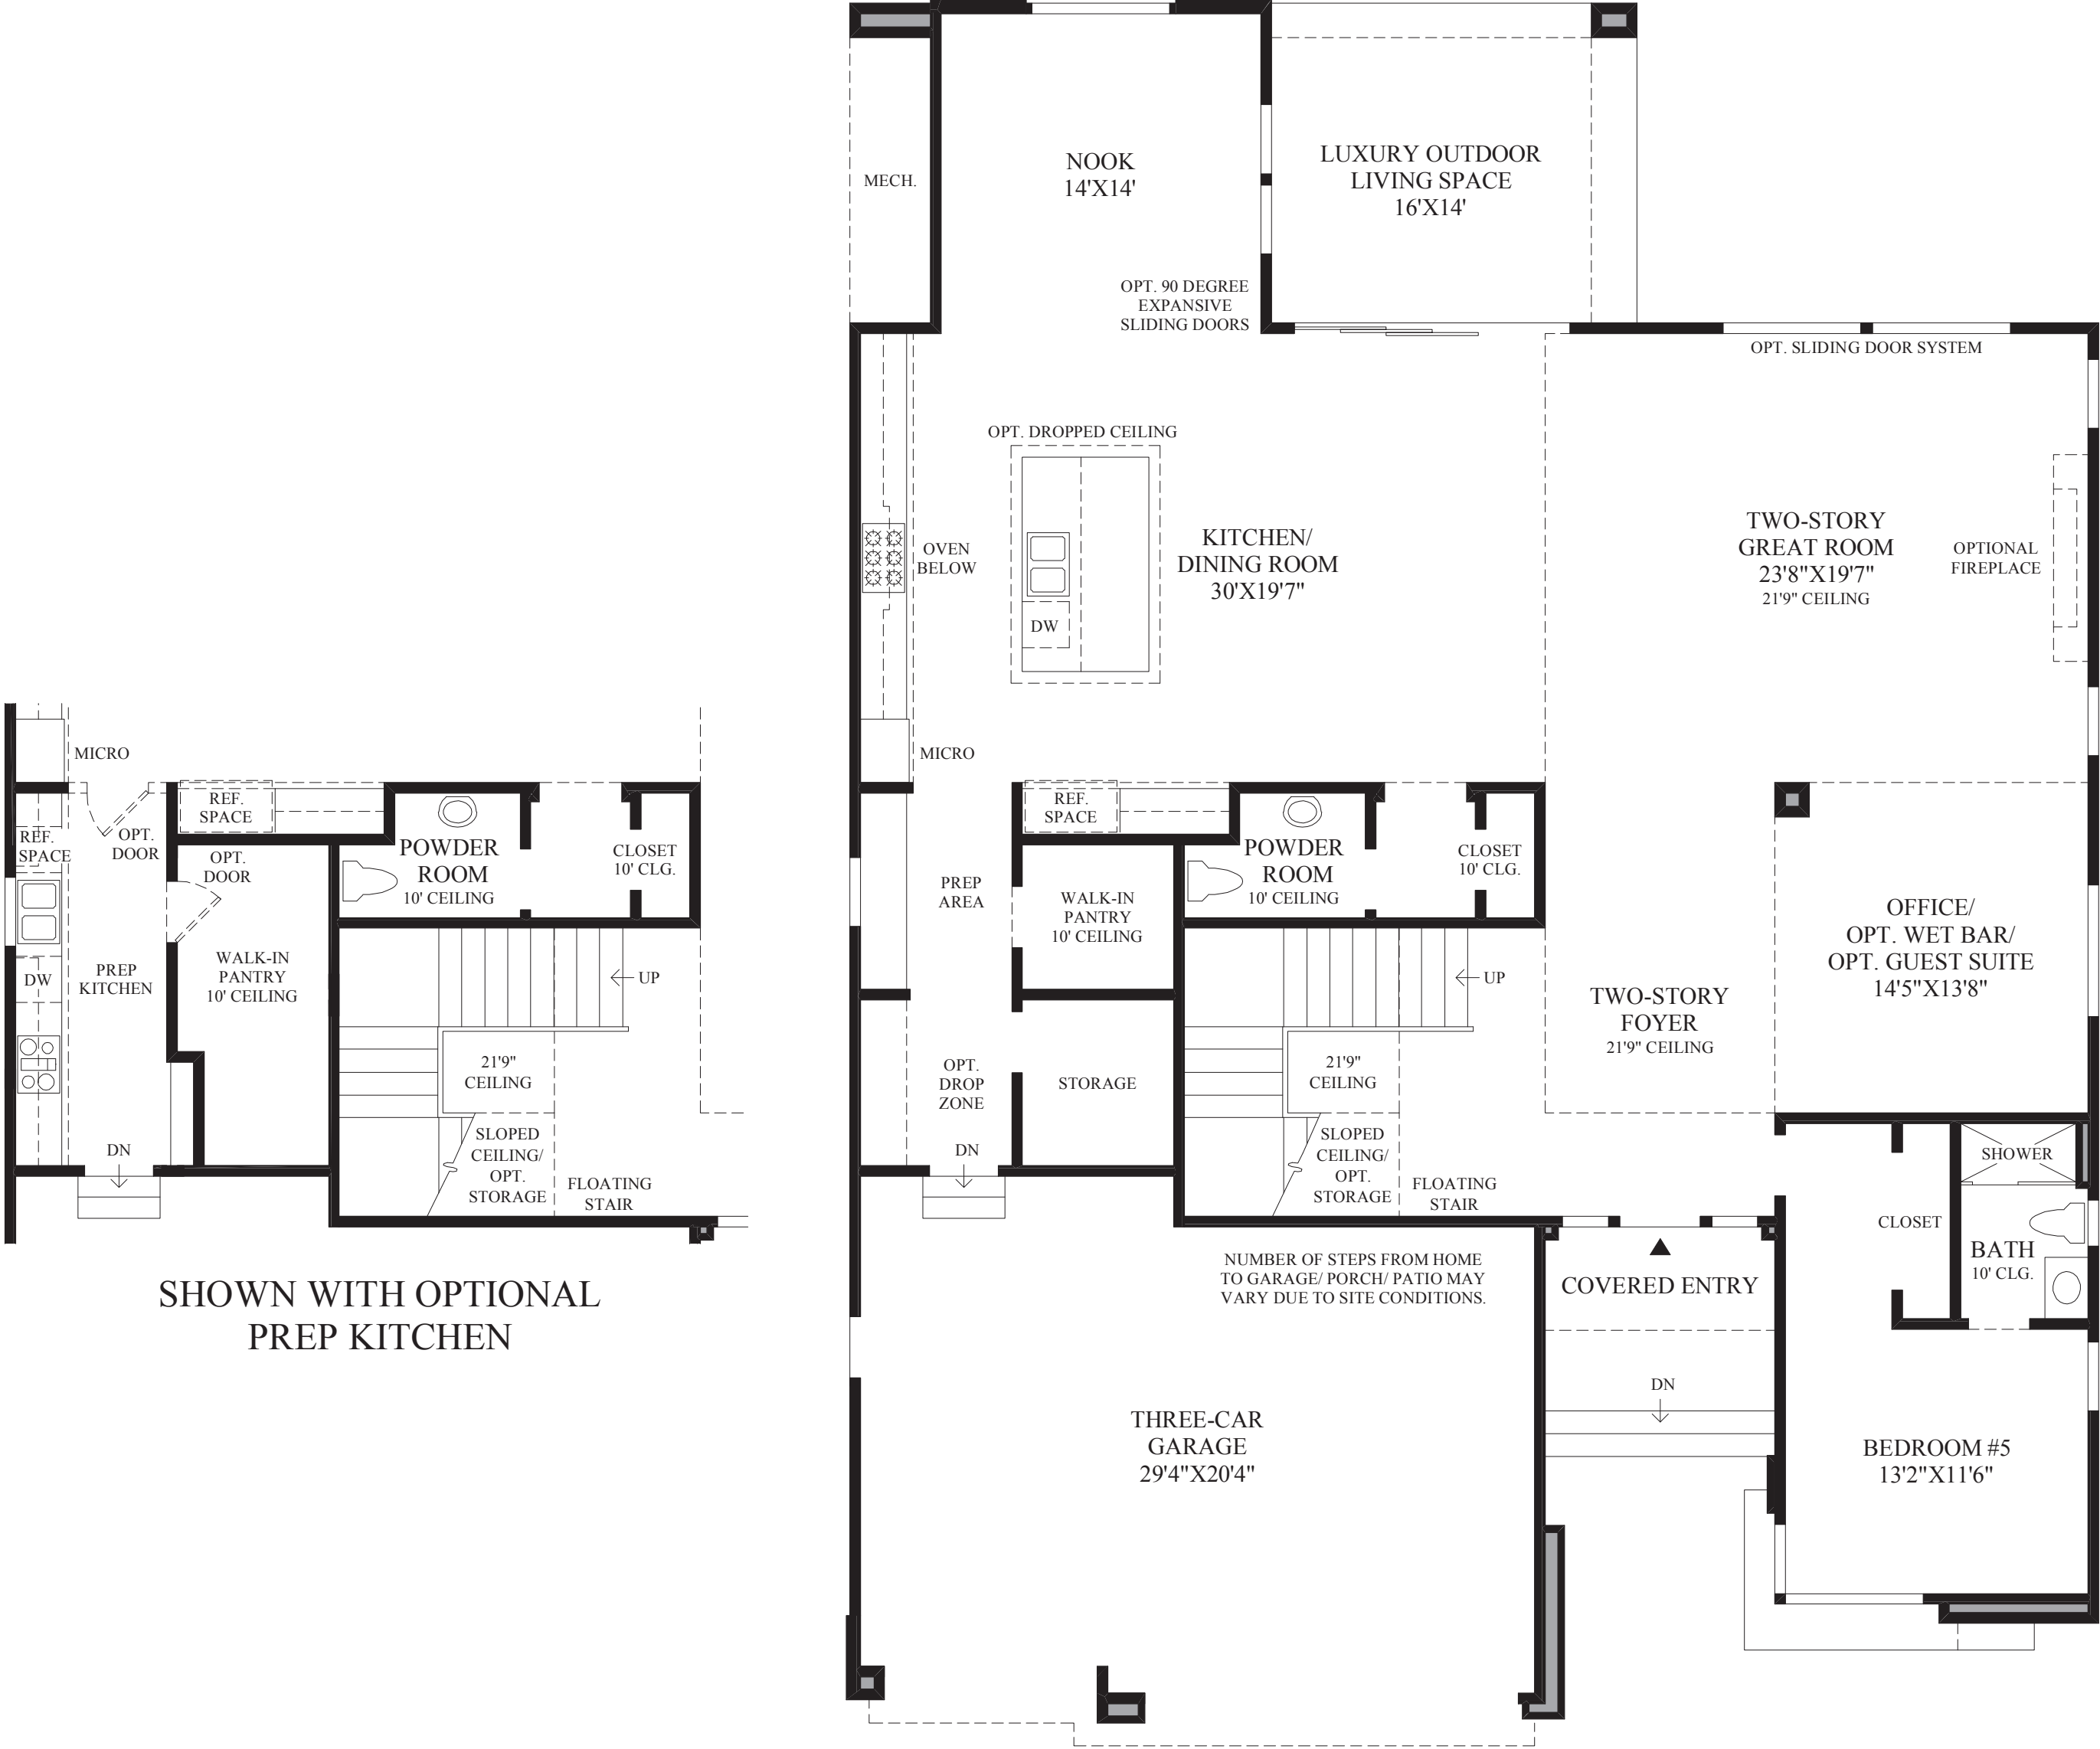 MICRO
REF.
SPACE
REF.
SPACE
OPT.
DOOR
OPT.
DOOR
POWDER
ROOM
10' CEILING
CLOSET
10' CLG.
DW
PREP
KITCHEN
WALK-IN
PANTRY
10' CEILING
UP
21'9"
CEILING
DN
SLOPED
CEILING/
OPT.
STORAGE
FLOATING
STAIR
SHOWN WITH OPTIONAL
PREP KITCHEN
MECH.
NOOK
14'X14'
LUXURY OUTDOOR
LIVING SPACE
16'X14'
OPT. 90 DEGREE
EXPANSIVE
SLIDING DOORS
OPT. SLIDING DOOR SYSTEM
OPT. DROPPED CEILING
OVEN
BELOW
DW
KITCHEN/
DINING ROOM
30'X19'7"
TWO-STORY
GREAT ROOM
23'8"X19'7"
21'9" CEILING
OPTIONAL
FIREPLACE
MICRO
REF.
SPACE
PREP
AREA
WALK-IN
PANTRY
10' CEILING
POWDER
ROOM
10' CEILING
CLOSET
10' CLG.
OFFICE/
OPT. WET BAR/
OPT. GUEST SUITE
14'5"X13'8"
UP
TWO-STORY
FOYER
21'9" CEILING
OPT.
DROP
ZONE
STORAGE
21'9"
CEILING
DN
SLOPED
CEILING/
OPT.
STORAGE
FLOATING
STAIR
SHOWER
CLOSET
BATH
10' CLG.
NUMBER OF STEPS FROM HOME
TO GARAGE/ PORCH/ PATIO MAY
VARY DUE TO SITE CONDITIONS.
COVERED ENTRY
DN
THREE-CAR
GARAGE
29'4"X20'4"
BEDROOM #5
13'2"X11'6"